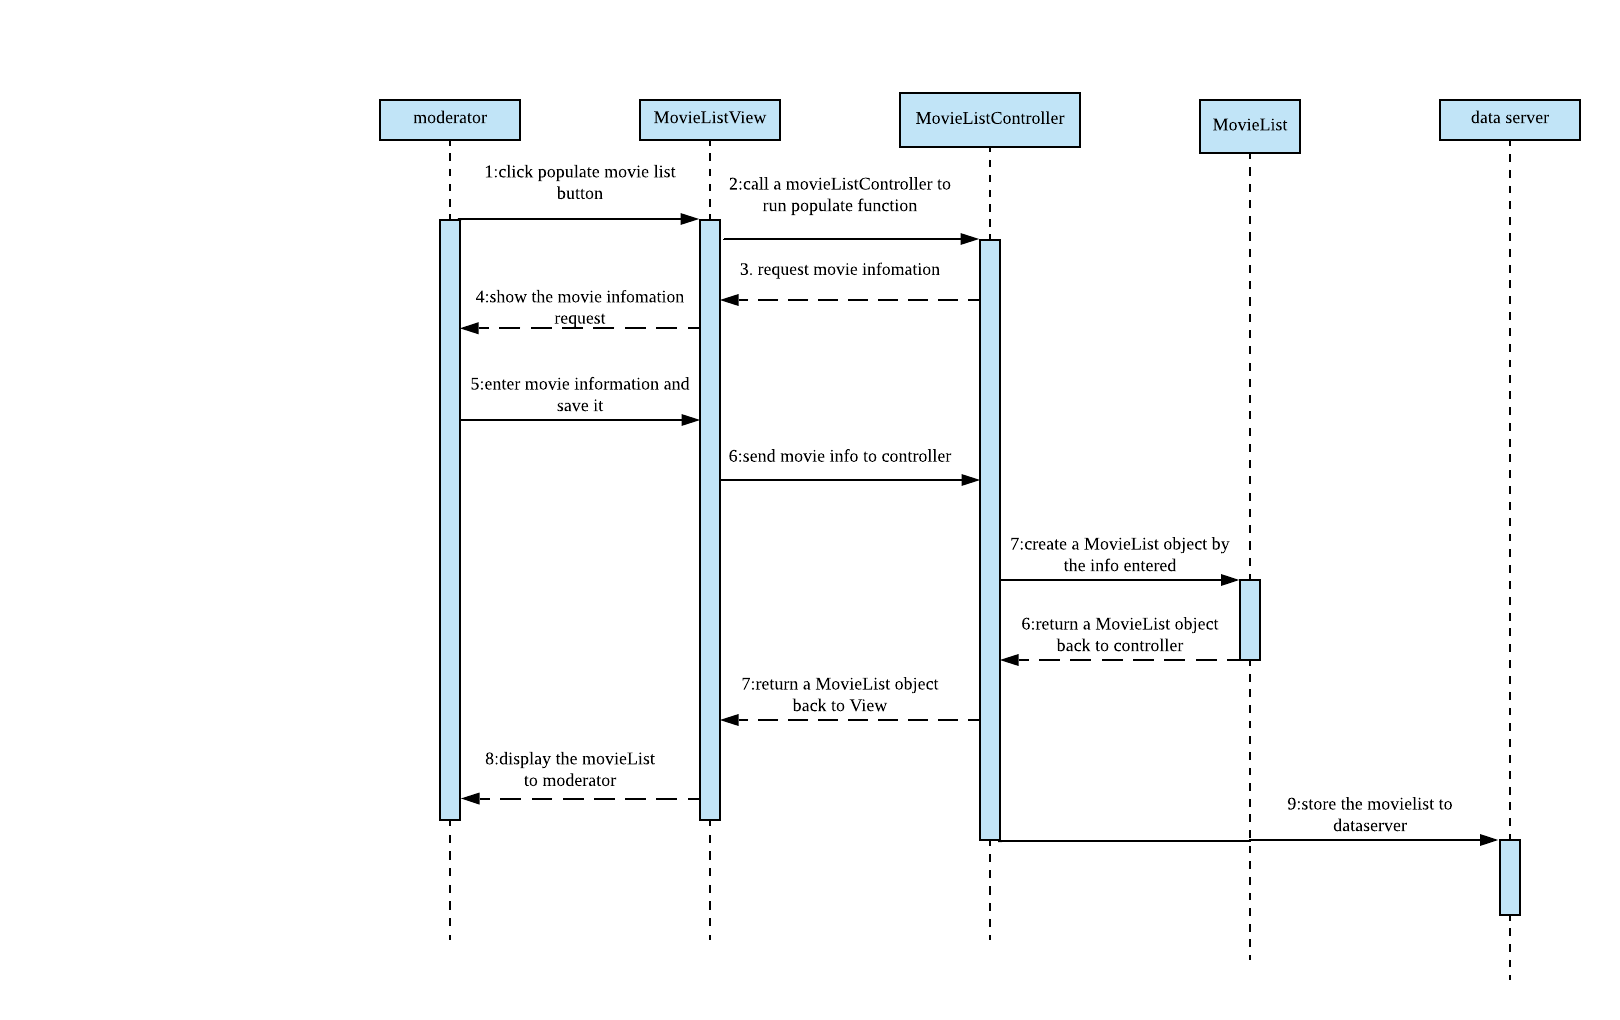 moderator
MovieListView
MovieListController
MovieList
data server
1:click populate movie list
button
2:call a movieListController to
run populate function
3. request movie infomation
4:show the movie infomation
request
5:enter movie information and
save it
6:send movie info to controller
7:create a MovieList object by
the info entered
6:return a MovieList object
back to controller
7:return a MovieList object
back to View
8:display the movieList
to moderator
9:store the movielist to
dataserver